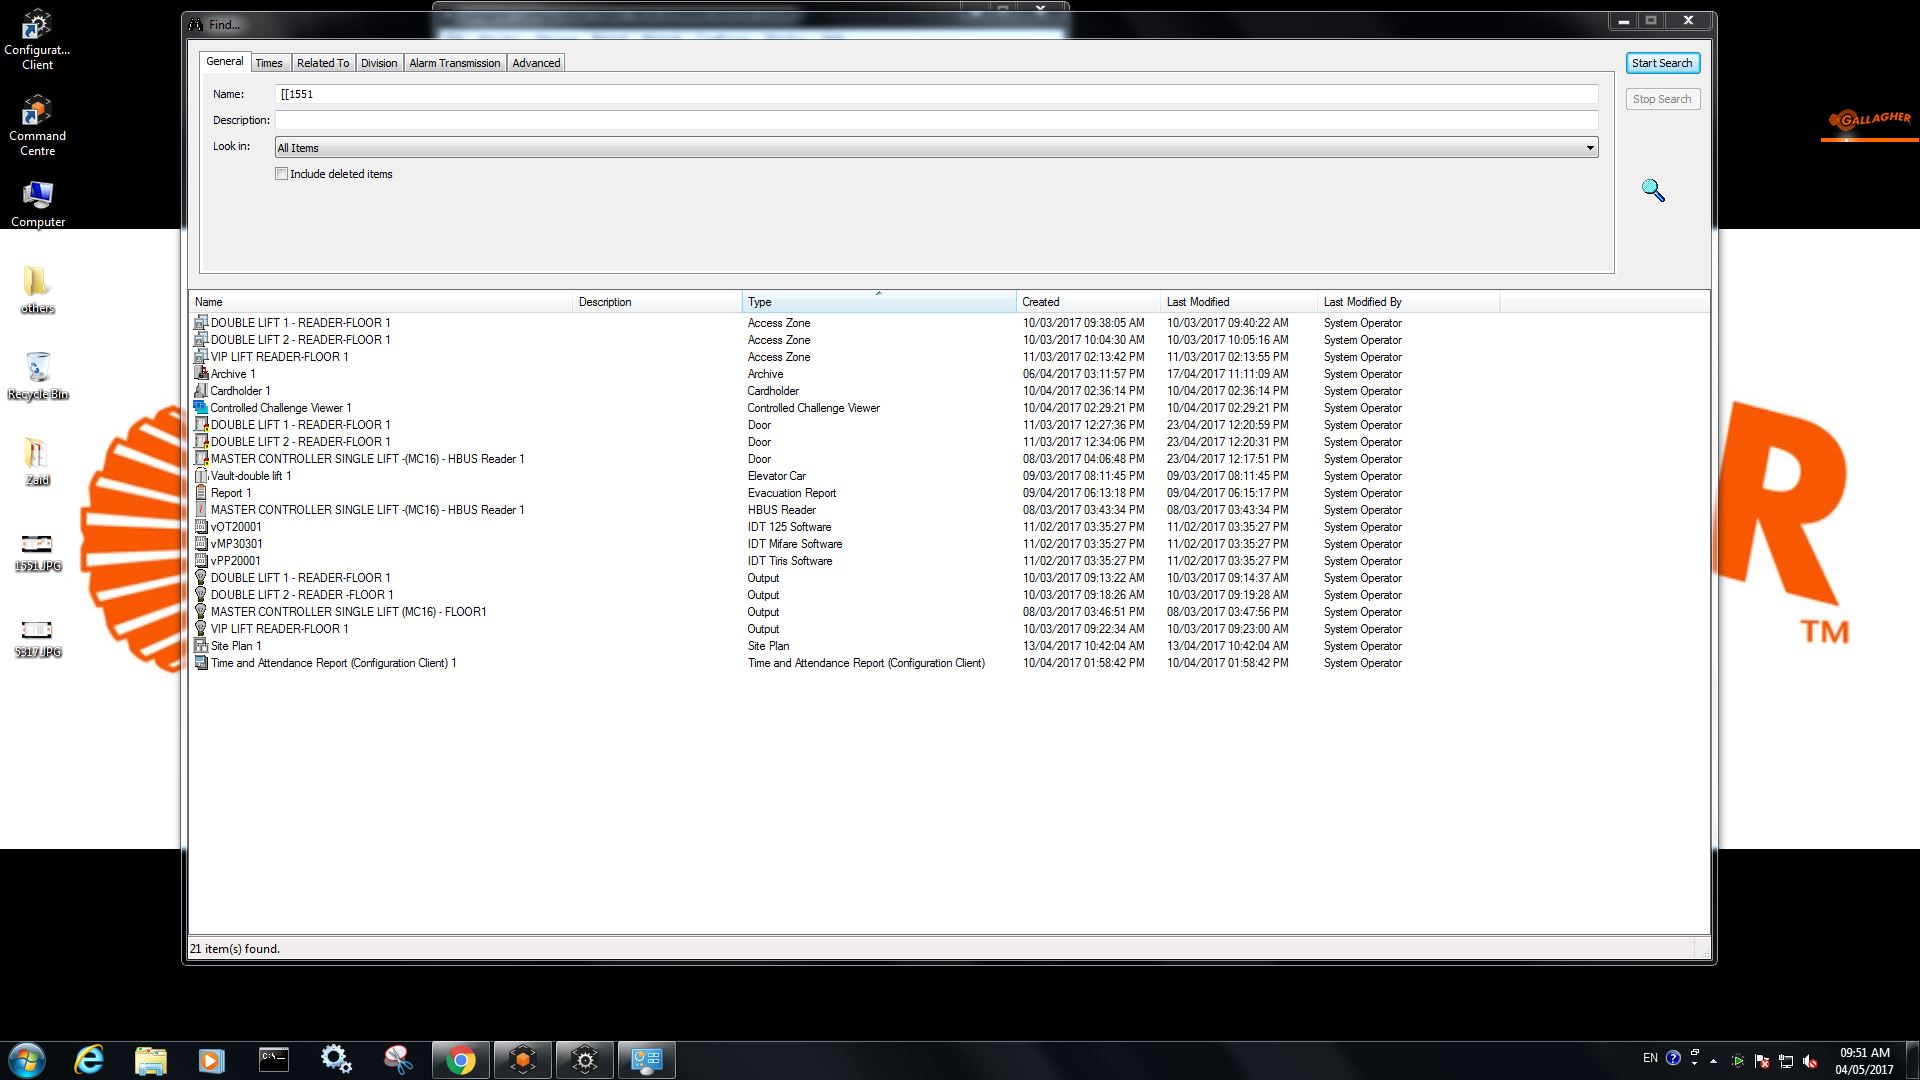 Configurat...
Client
Command
Centre
Computer
others
Recycle Bin
Zaid
1551.JPG
5317.JPG
Find...
General Times Related To Division Alarm Transmission Advanced
Start Search
Name: [[1551
Stop Search
Description:
Look in: All Items
Include deleted items
GALLAGHER
Name Description Type Created Last Modified Last Modified By
DOUBLE LIFT 1 - READER-FLOOR 1 Access Zone 10/03/2017 09:38:05 AM 10/03/2017 09:40:22 AM System Operator
DOUBLE LIFT 2 - READER-FLOOR 1 Access Zone 10/03/2017 10:04:30 AM 10/03/2017 10:05:16 AM System Operator
VIP LIFT READER-FLOOR 1 Access Zone 11/03/2017 02:13:42 PM 11/03/2017 02:13:55 PM System Operator
Archive 1 Archive 06/04/2017 03:11:57 PM 17/04/2017 11:11:09 AM System Operator
Cardholder 1 Cardholder 10/04/2017 02:36:14 PM 10/04/2017 02:36:14 PM System Operator
Controlled Challenge Viewer 1 Controlled Challenge Viewer 10/04/2017 02:29:21 PM 10/04/2017 02:29:21 PM System Operator
DOUBLE LIFT 1 - READER-FLOOR 1 Door 11/03/2017 12:27:36 PM 23/04/2017 12:20:59 PM System Operator
DOUBLE LIFT 2 - READER-FLOOR 1 Door 11/03/2017 12:34:06 PM 23/04/2017 12:20:31 PM System Operator
MASTER CONTROLLER SINGLE LIFT -(MC16) - HBUS Reader 1 Door 08/03/2017 04:06:48 PM 23/04/2017 12:17:51 PM System Operator
Vault-double lift 1 Elevator Car 09/03/2017 08:11:45 PM 09/03/2017 08:11:45 PM System Operator
Report 1 Evacuation Report 09/04/2017 06:13:18 PM 09/04/2017 06:15:17 PM System Operator
MASTER CONTROLLER SINGLE LIFT -(MC16) - HBUS Reader 1 HBUS Reader 08/03/2017 03:43:34 PM 08/03/2017 03:43:34 PM System Operator
vOT20001 IDT 125 Software 11/02/2017 03:35:27 PM 11/02/2017 03:35:27 PM System Operator
vMP30301 IDT Mifare Software 11/02/2017 03:35:27 PM 11/02/2017 03:35:27 PM System Operator
vPP20001 IDT Tiris Software 11/02/2017 03:35:27 PM 11/02/2017 03:35:27 PM System Operator
DOUBLE LIFT 1 - READER-FLOOR 1 Output 10/03/2017 09:13:22 AM 10/03/2017 09:14:37 AM System Operator
DOUBLE LIFT 2 - READER -FLOOR 1 Output 10/03/2017 09:18:26 AM 10/03/2017 09:19:28 AM System Operator
MASTER CONTROLLER SINGLE LIFT (MC16) - FLOOR1 Output 08/03/2017 03:46:51 PM 08/03/2017 03:47:56 PM System Operator
VIP LIFT READER-FLOOR 1 Output 10/03/2017 09:22:34 AM 10/03/2017 09:23:00 AM System Operator
Site Plan 1 Site Plan 13/04/2017 10:42:04 AM 13/04/2017 10:42:04 AM System Operator
Time and Attendance Report (Configuration Client) 1 Time and Attendance Report (Configuration Client) 10/04/2017 01:58:42 PM 10/04/2017 01:58:42 PM System Operator
R
TM
21 item(s) found.
EN
09:51 AM
04/05/2017